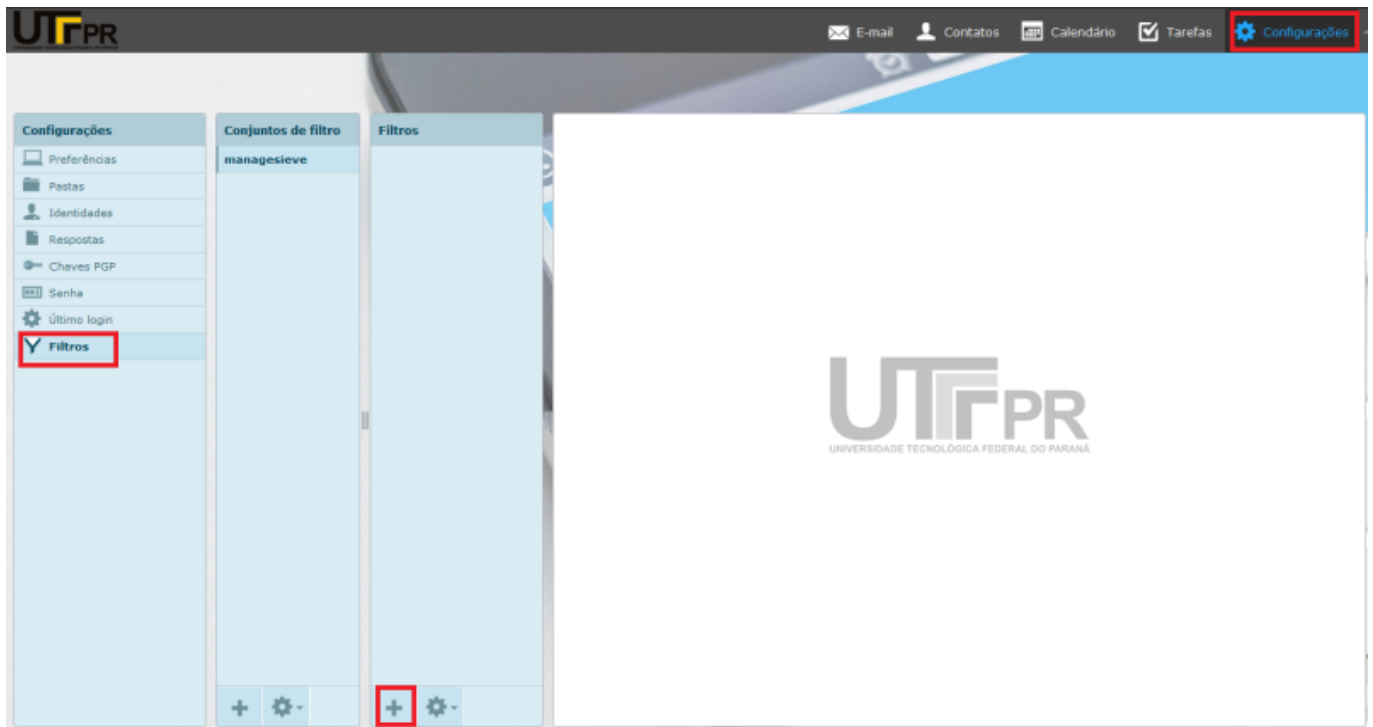 UTFPR
E-mail
Contatos
Calendário
Tarefas
Configurações
Configurações
Preferências
Pastas
Identidades
Respostas
Chaves PGP
Senha
Último login
Filtros
Conjuntos de filtro
managesieve
Filtros
UTFPR
UNIVERSIDADE TECNOLÓGICA FEDERAL DO PARANÁ